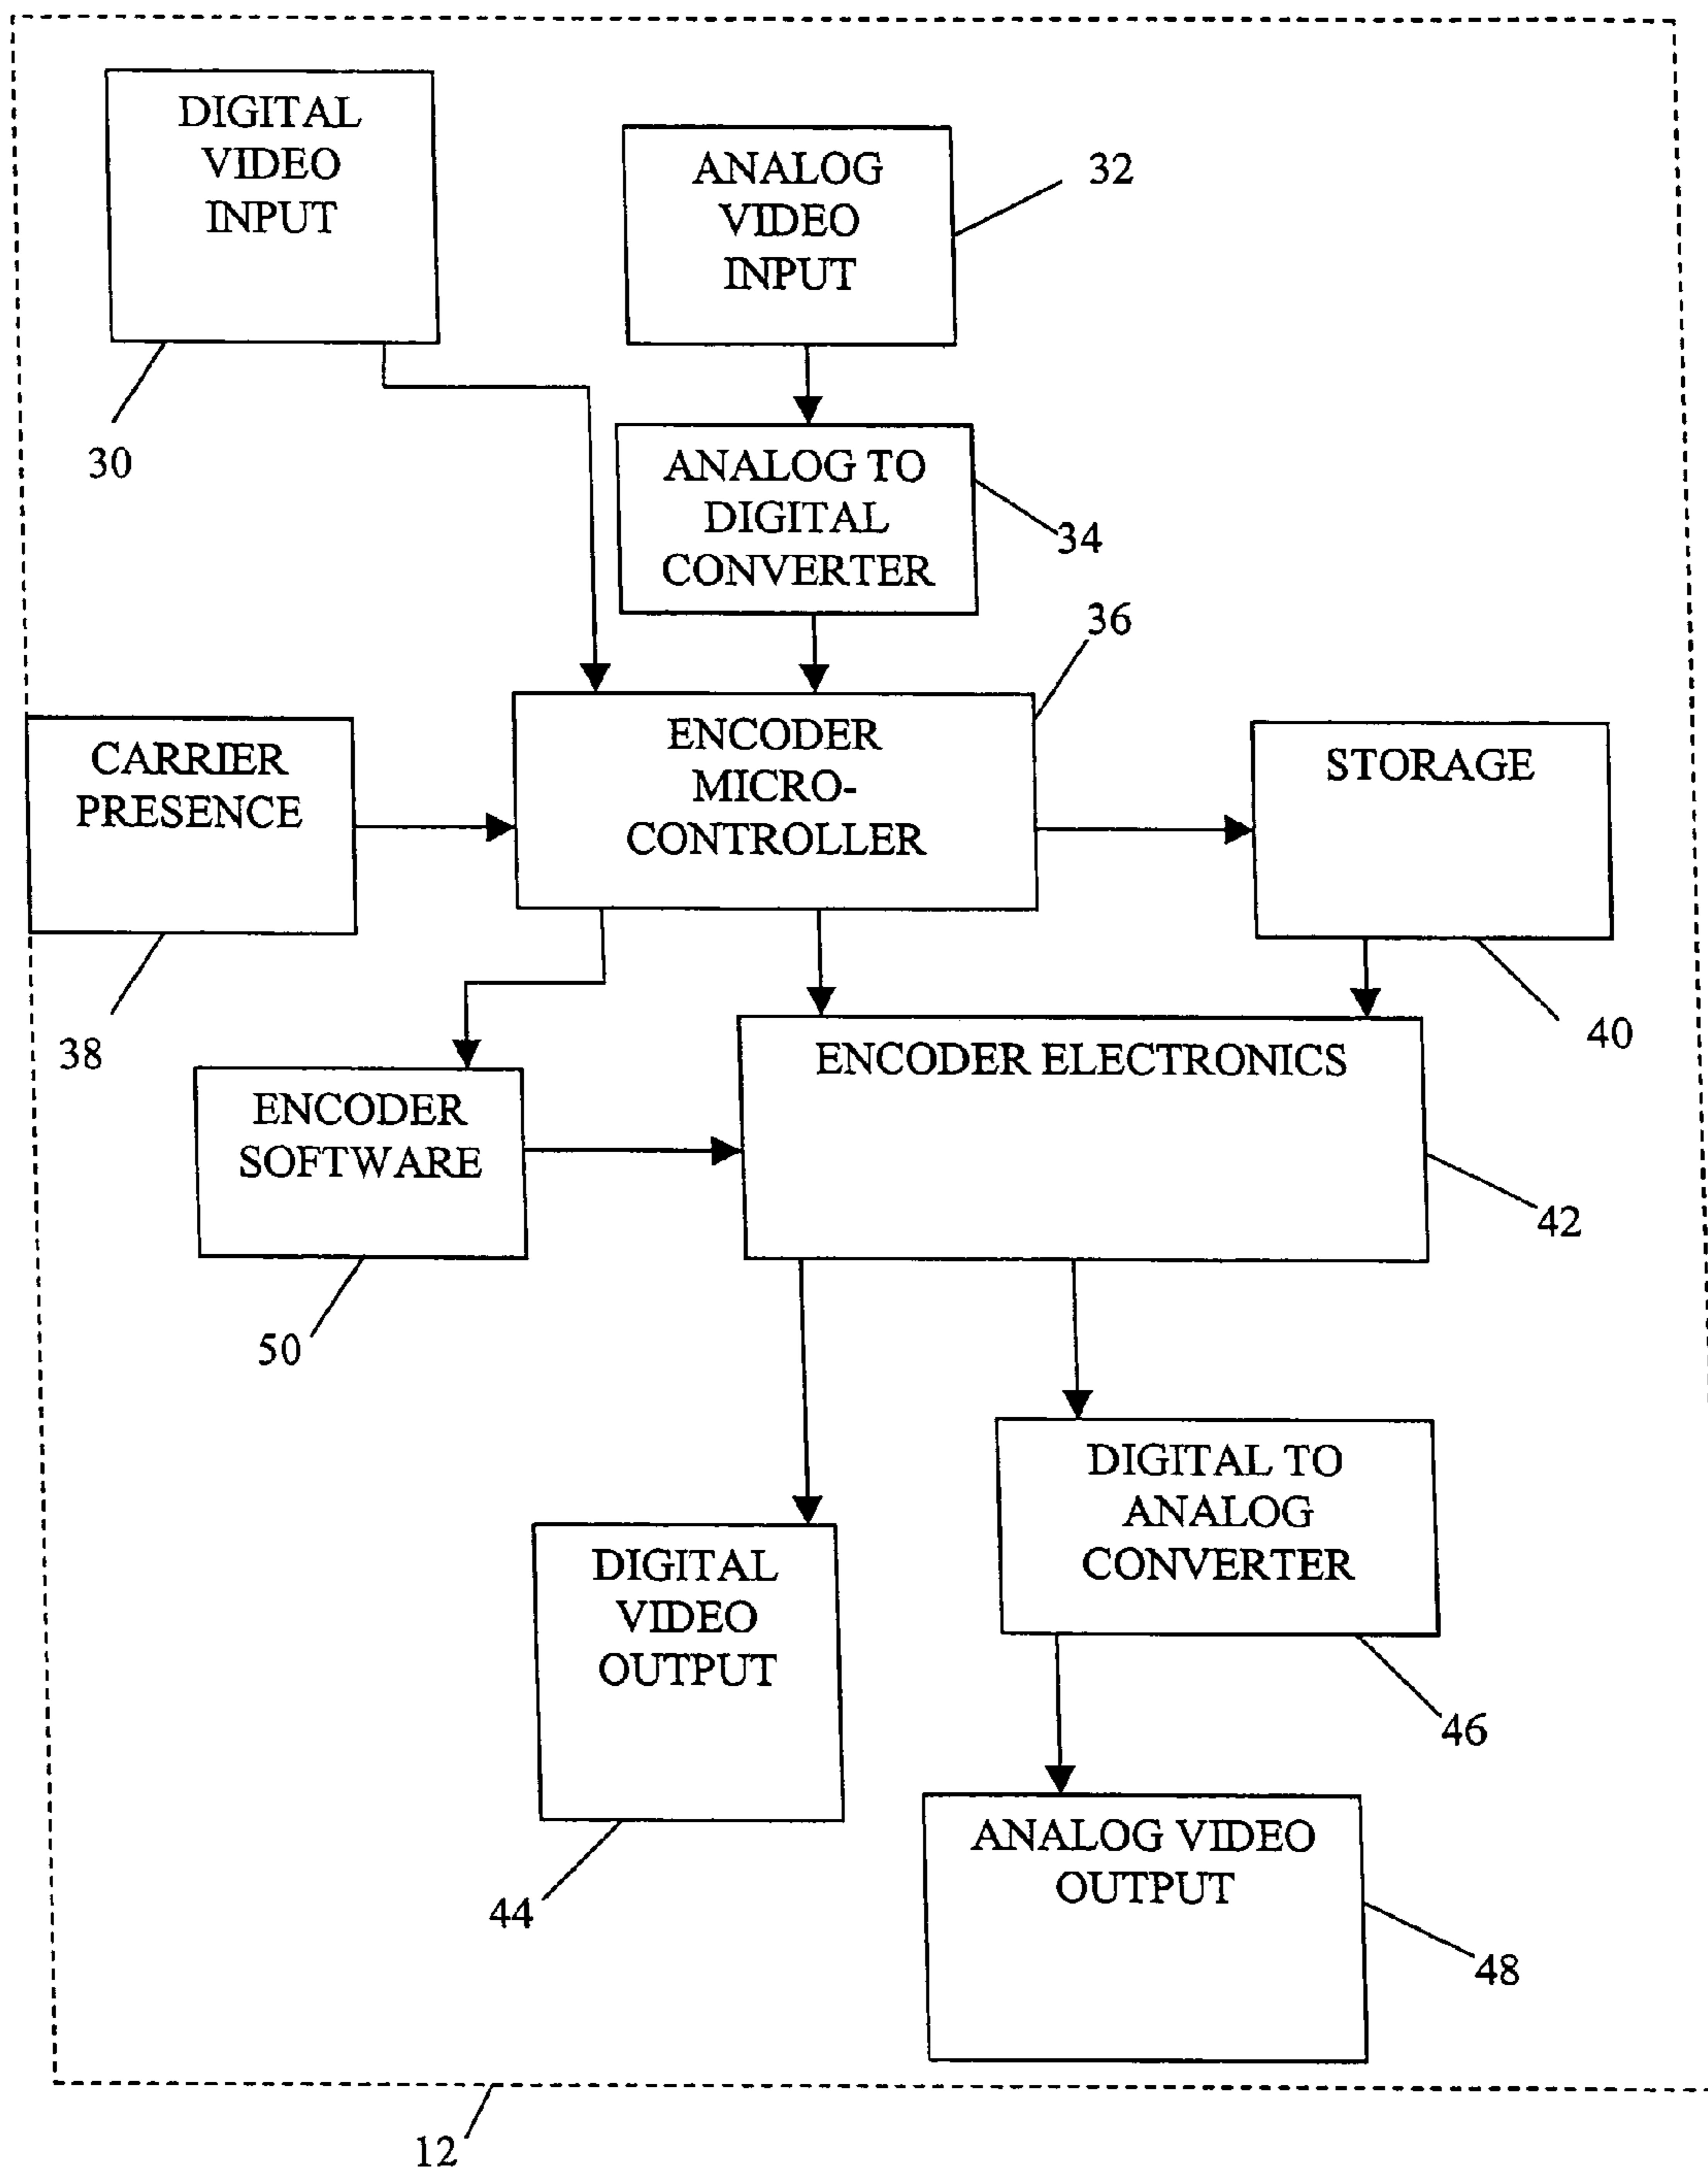 DIGITAL
VIDEO
INPUT
30
ANALOG
VIDEO
INPUT
32
ANALOG TO
DIGITAL
CONVERTER
34
36
CARRIER
PRESENCE
38
ENCODER
MICRO-
CONTROLLER
STORAGE
40
ENCODER
SOFTWARE
50
ENCODER ELECTRONICS
42
DIGITAL
VIDEO
OUTPUT
44
DIGITAL TO
ANALOG
CONVERTER
46
ANALOG VIDEO
OUTPUT
48
12